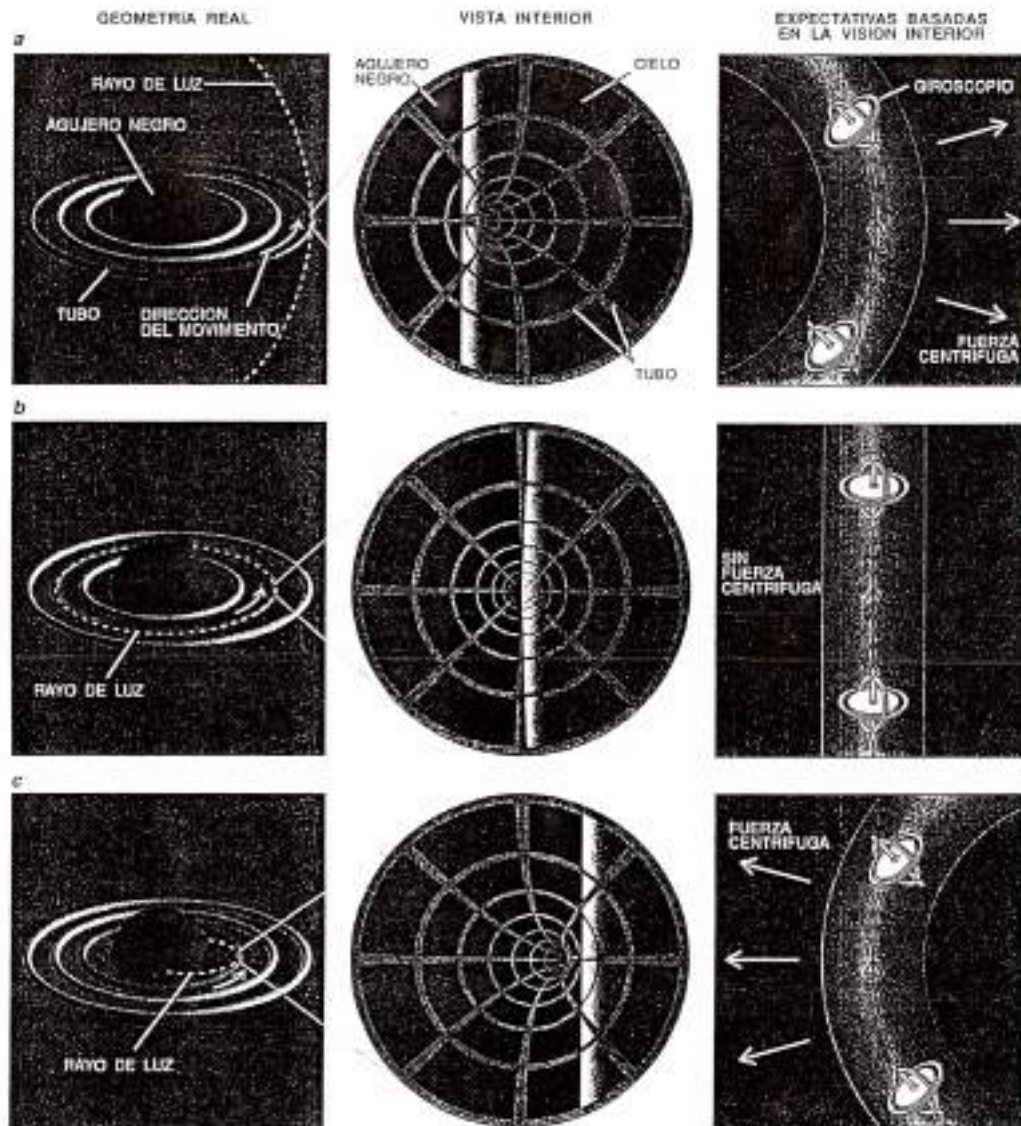 GEOMETRIA REAL
VISTA INTERIOR
EXPECTATIVAS BASADAS
EN LA VISION INTERIOR
a
RAYO DE LUZ
AGUJERO NEGRO
TUBO
DIRECCION
DEL MOVIMIENTO
AGUJERO
NEGRO
CIELO
TUBO
GIROSCOPIO
FUERZA
CENTRIFUGA
b
RAYO DE LUZ
SIN
FUERZA
CENTRIFUGA
c
RAYO DE LUZ
FUERZA
CENTRIFUGA